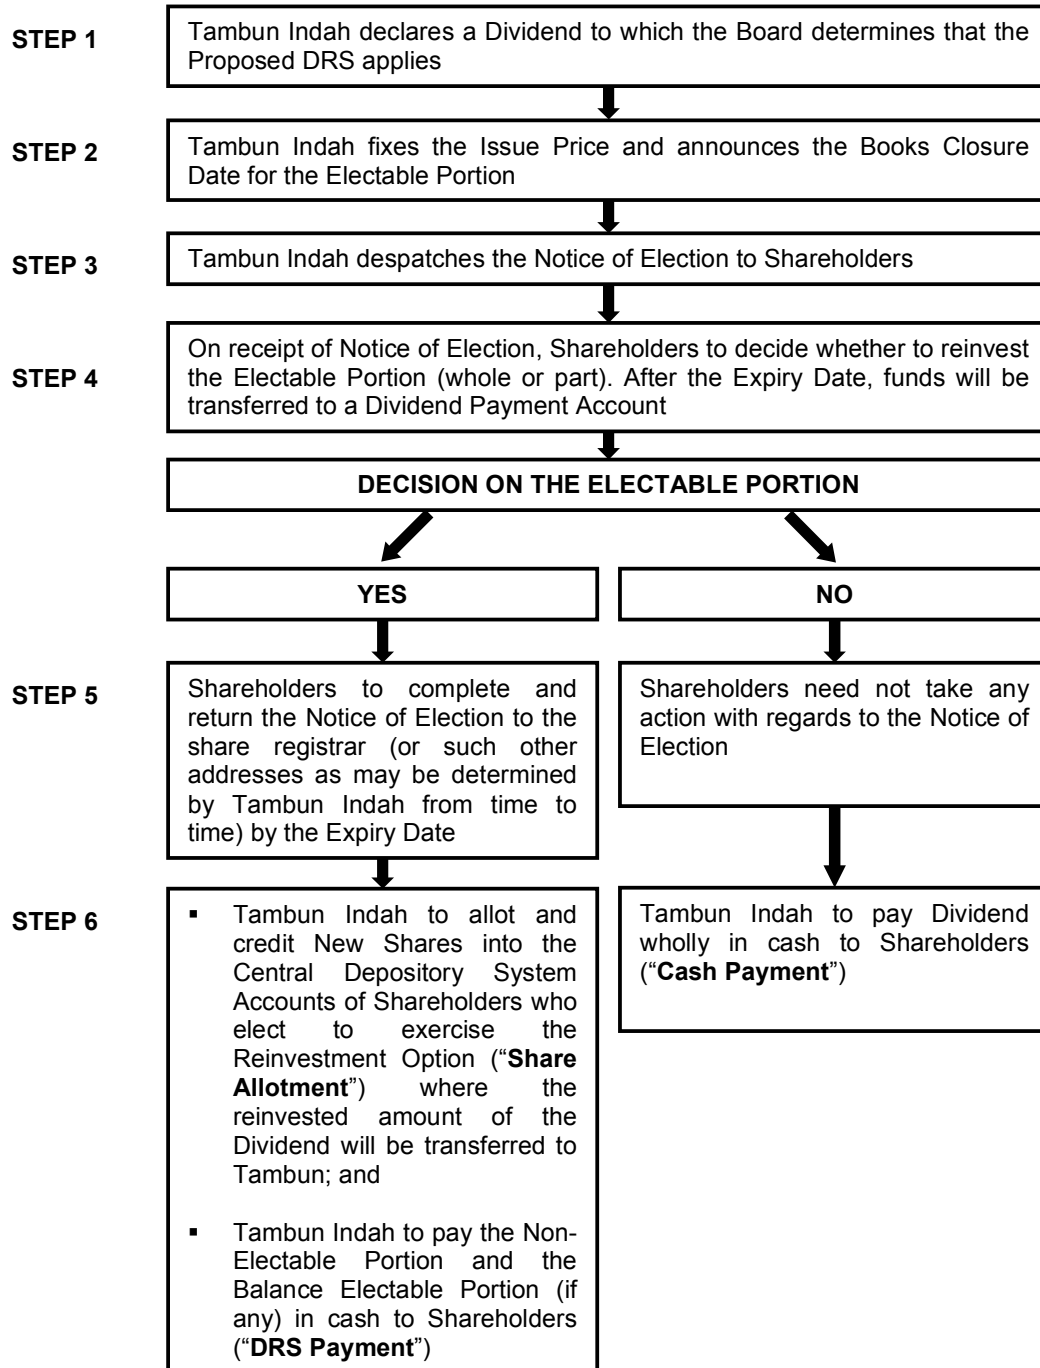 STEP 1
Tambun Indah declares a Dividend to which the Board determines that the
Proposed DRS applies
STEP 2
Tambun Indah fixes the Issue Price and announces the Books Closure
Date for the Electable Portion
STEP 3
Tambun Indah despatches the Notice of Election to Shareholders
STEP 4
On receipt of Notice of Election, Shareholders to decide whether to reinvest
the Electable Portion (whole or part). After the Expiry Date, funds will be
transferred to a Dividend Payment Account
DECISION ON THE ELECTABLE PORTION
YES
NO
STEP 5
Shareholders to complete and
return the Notice of Election to the
share registrar (or such other
addresses as may be determined
by Tambun Indah from time to
time) by the Expiry Date
Shareholders need not take any
action with regards to the Notice of
Election
STEP 6
▪ Tambun Indah to allot and
credit New Shares into the
Central Depository System
Accounts of Shareholders who
elect to exercise the
Reinvestment Option (“Share
Allotment”) where the
reinvested amount of the
Dividend will be transferred to
Tambun; and
▪ Tambun Indah to pay the Non-
Electable Portion and the
Balance Electable Portion (if
any) in cash to Shareholders
(“DRS Payment”)
Tambun Indah to pay Dividend
wholly in cash to Shareholders
(“Cash Payment”)